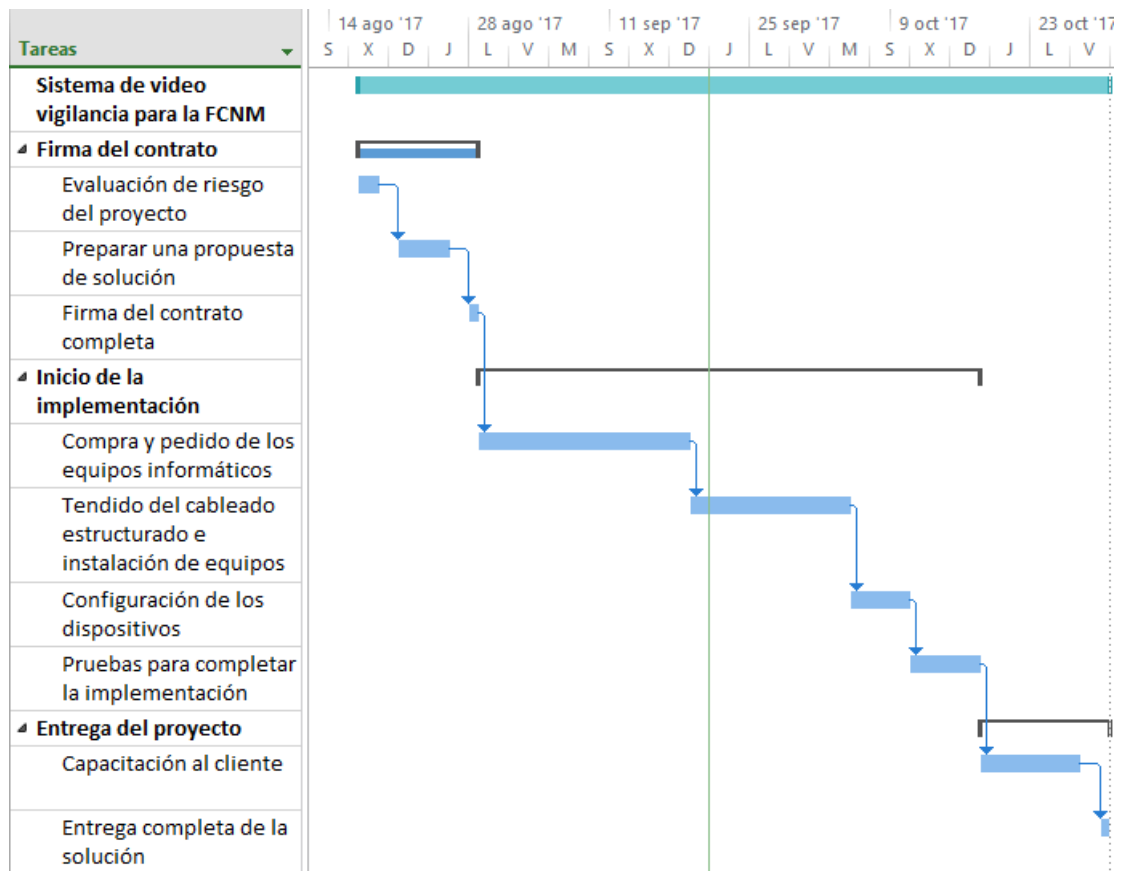 14 ago '17 28 ago '17 11 sep '17 25 sep '17 9 oct '17 23 oct '17
Tareas S X D J L V M S X D J L V M S X D J L V
Sistema de video
vigilancia para la FCNM
Firma del contrato
Evaluación de riesgo
del proyecto
Preparar una propuesta
de solución
Firma del contrato
completa
Inicio de la
implementación
Compra y pedido de los
equipos informáticos
Tendido del cableado
estructurado e
instalación de equipos
Configuración de los
dispositivos
Pruebas para completar
la implementación
Entrega del proyecto
Capacitación al cliente
Entrega completa de la
solución